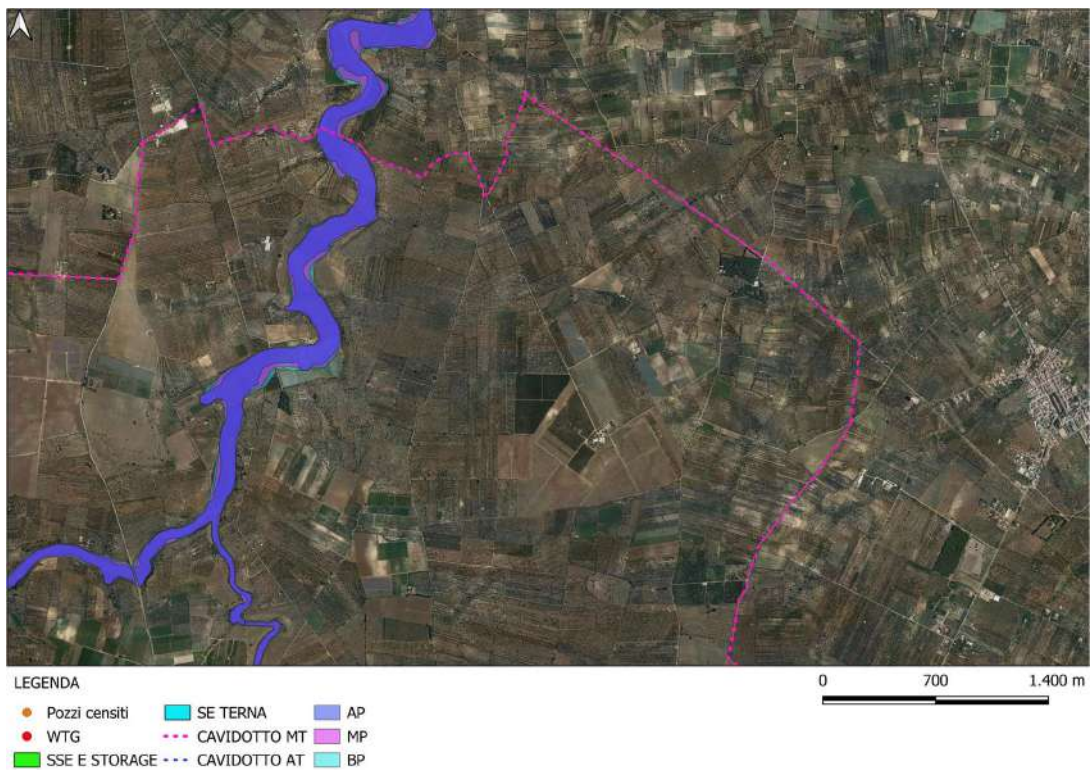 LEGENDA
Pozzi censiti
WTG
SSE E STORAGE
SE TERNA
CAVIDOTTO MT
CAVIDOTTO AT
AP
MP
BP
0 700 1.400 m